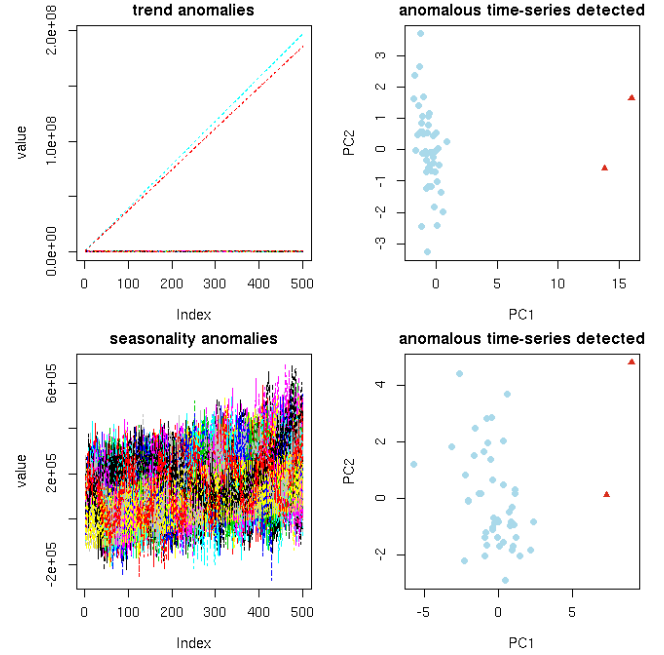 trend anomalies
value
0.0e+00 1.0e+08 2.0e+08
0 100 200 300 400 500
Index
anomalous time-series detected
PC2
-3 -2 -1 0 1 2 3
0 5 10 15
PC1
seasonality anomalies
value
-2e+05 2e+05 6e+05
0 100 200 300 400 500
Index
anomalous time-series detected
PC2
-2 0 2 4
-5 0 5
PC1